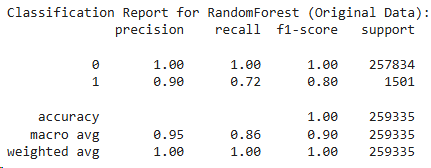 Classification Report for RandomForest (Original Data):
precision recall f1-score support
0 1.00 1.00 1.00 257834
1 0.90 0.72 0.80 1501
accuracy 1.00 259335
macro avg 0.95 0.86 0.90 259335
weighted avg 1.00 1.00 1.00 259335